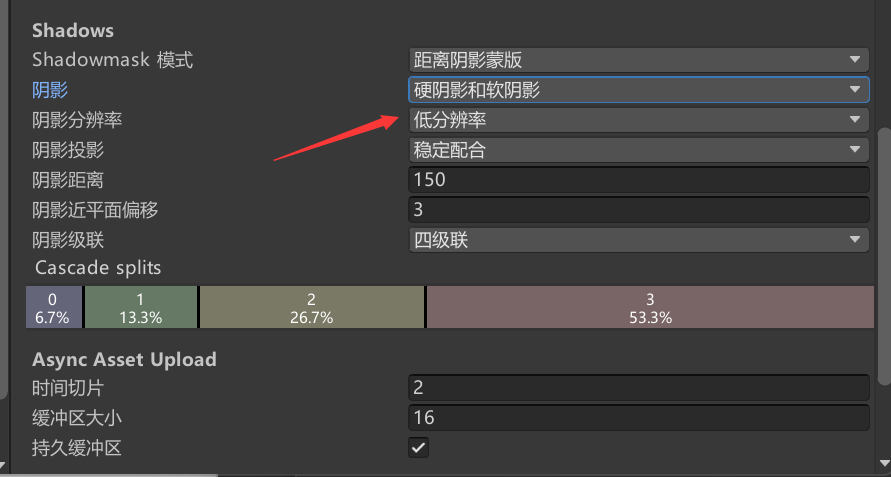 Shadows
Shadowmask 模式 距离阴影蒙版
阴影 硬阴影和软阴影
阴影分辨率 低分辨率
阴影投影 稳定配合
阴影距离 150
阴影近平面偏移 3
阴影级联 四级联
Cascade splits
0 1 2 3
6.7% 13.3% 26.7% 53.3%
Async Asset Upload
时间切片 2
缓冲区大小 16
持久缓冲区